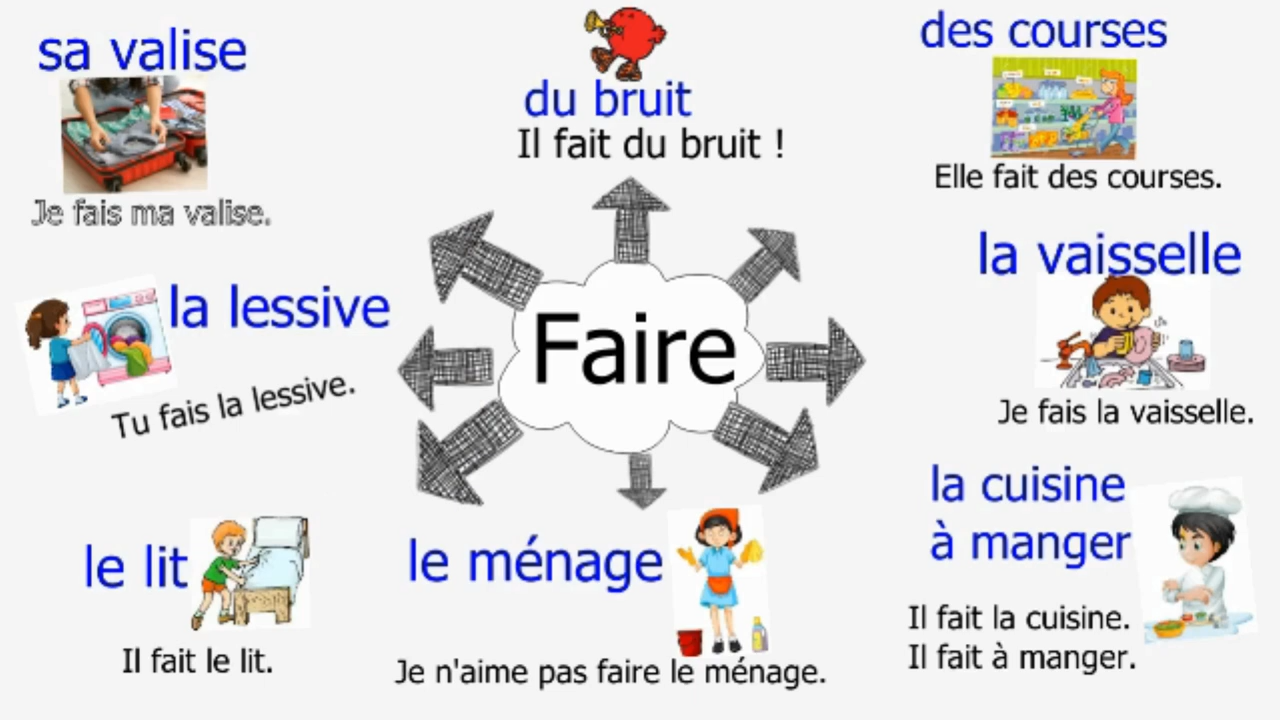 sa valise
Je fais ma valise.
du bruit
Il fait du bruit !
des courses
Elle fait des courses.
la lessive
Tu fais la lessive.
Faire
la vaisselle
Je fais la vaisselle.
le lit
Il fait le lit.
le ménage
Je n'aime pas faire le ménage.
la cuisine
à manger
Il fait la cuisine.
Il fait à manger.